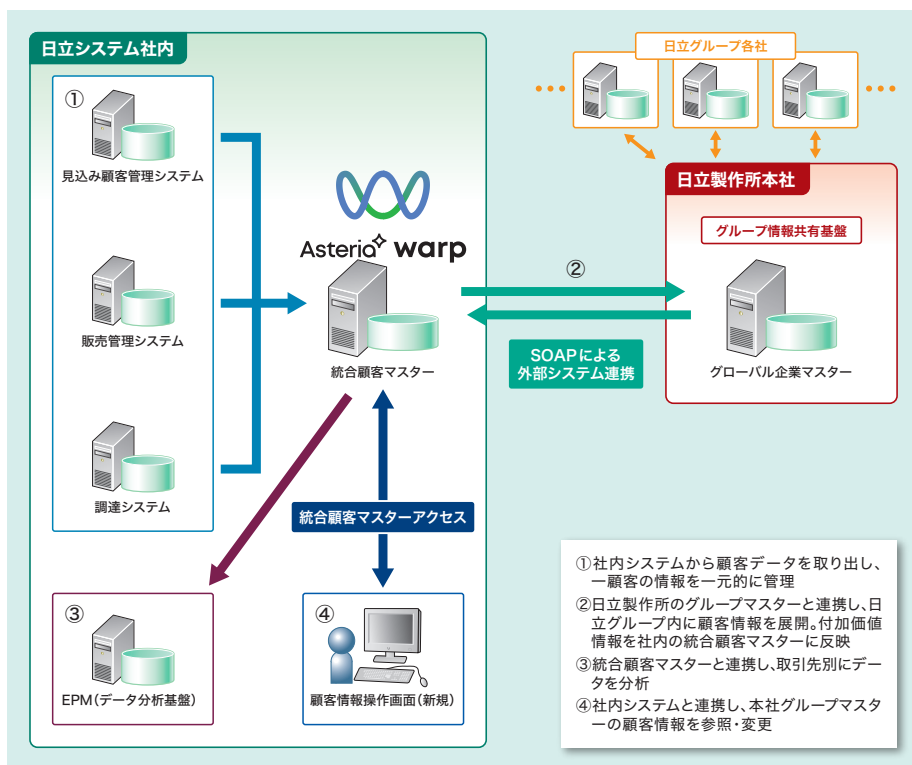 日立システム社内
①
見込み顧客管理システム
販売管理システム
調達システム
Asteria warp
統合顧客マスター
②
SOAPによる
外部システム連携
日立グループ各社
日立製作所本社
グループ情報共有基盤
グローバル企業マスター
統合顧客マスターアクセス
③
EPM(データ分析基盤)
④
顧客情報操作画面(新規)
①社内システムから顧客データを取り出し、
一顧客の情報を一元的に管理
②日立製作所のグループマスターと連携し、日
立グループ内に顧客情報を展開。付加価値
情報を社内の統合顧客マスターに反映
③統合顧客マスターと連携し、取引先別にデー
タを分析
④社内システムと連携し、本社グループマスタ
ーの顧客情報を参照・変更